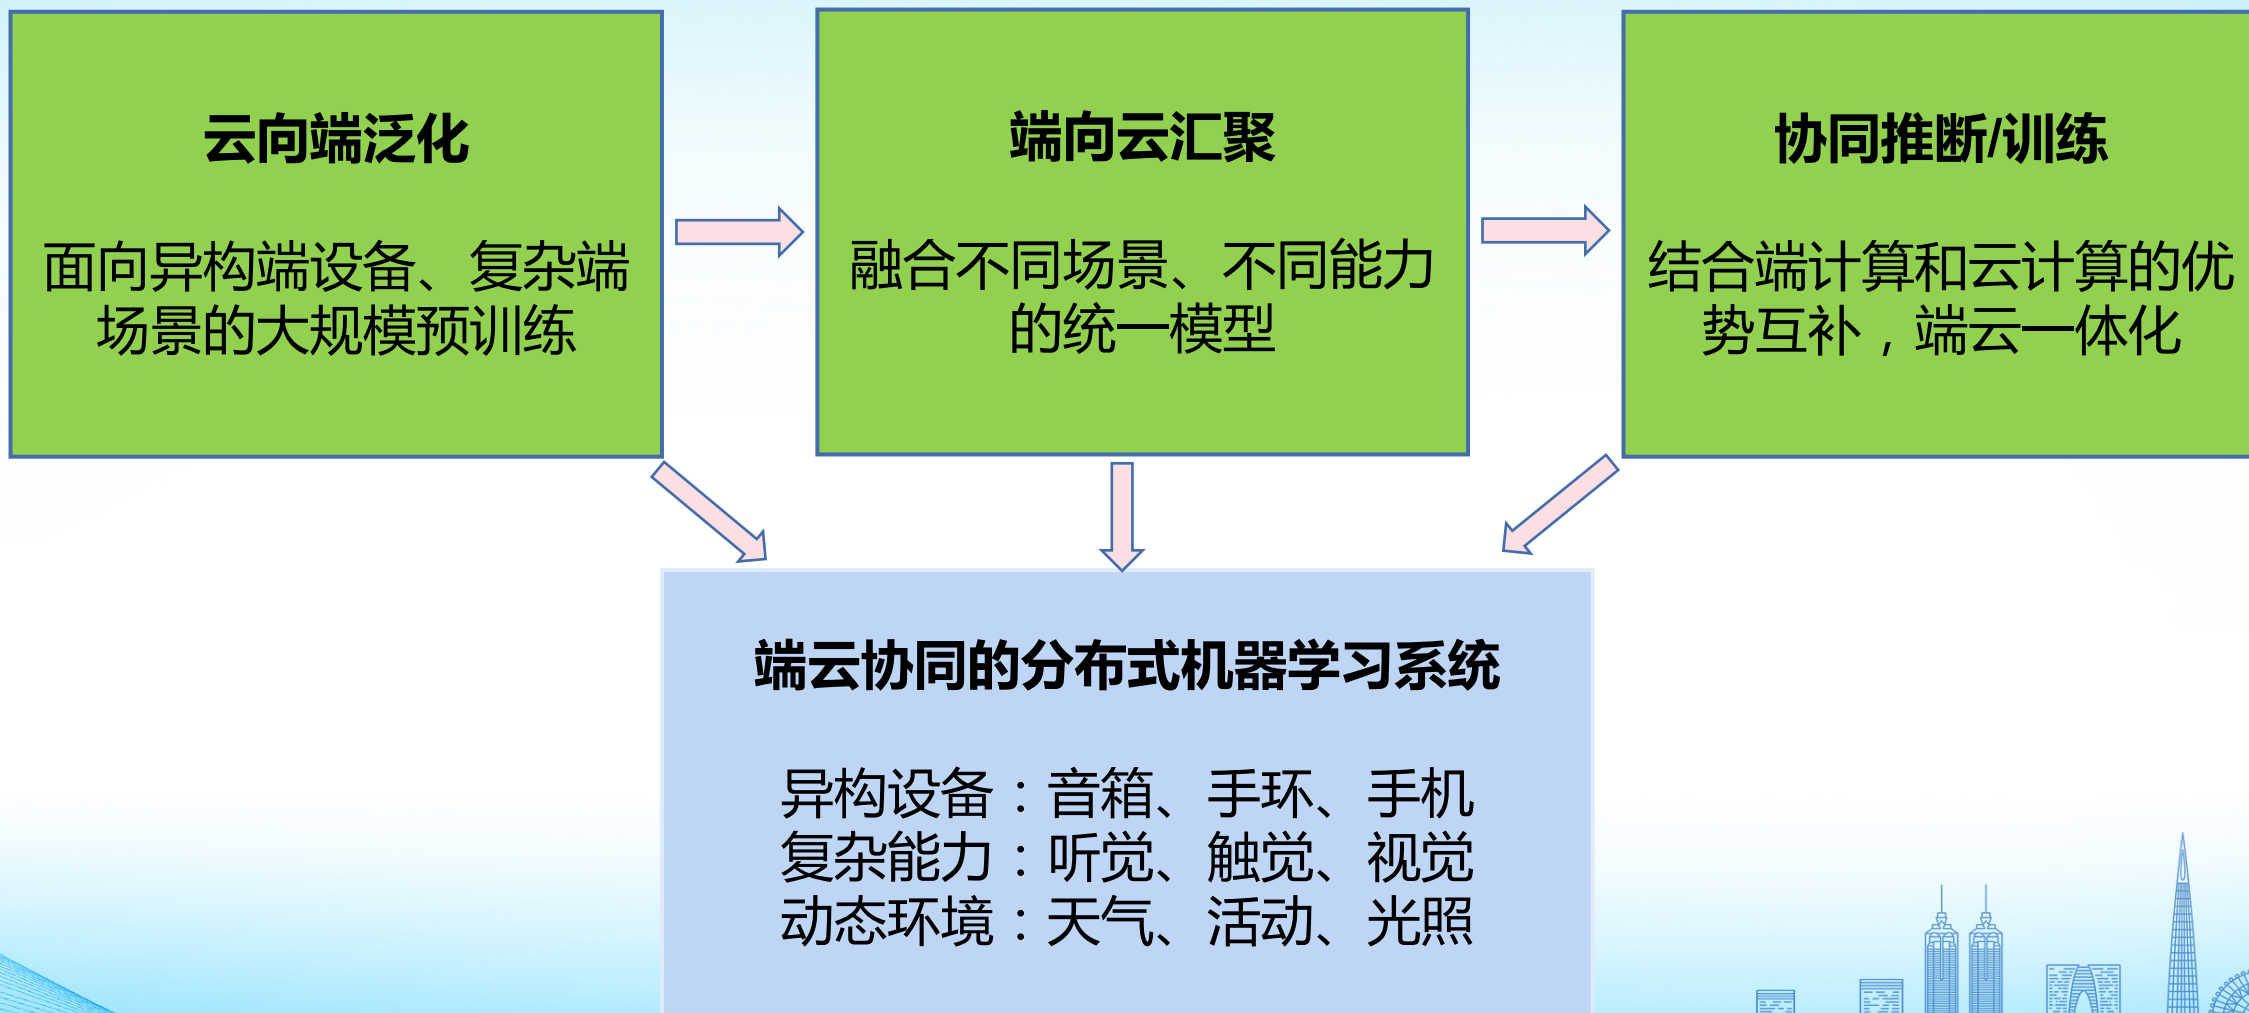 云向端泛化
面向异构端设备、复杂端
场景的大规模预训练
端向云汇聚
融合不同场景、不同能力
的统一模型
协同推断/训练
结合端计算和云计算的优
势互补，端云一体化
端云协同的分布式机器学习系统
异构设备：音箱、手环、手机
复杂能力：听觉、触觉、视觉
动态环境：天气、活动、光照